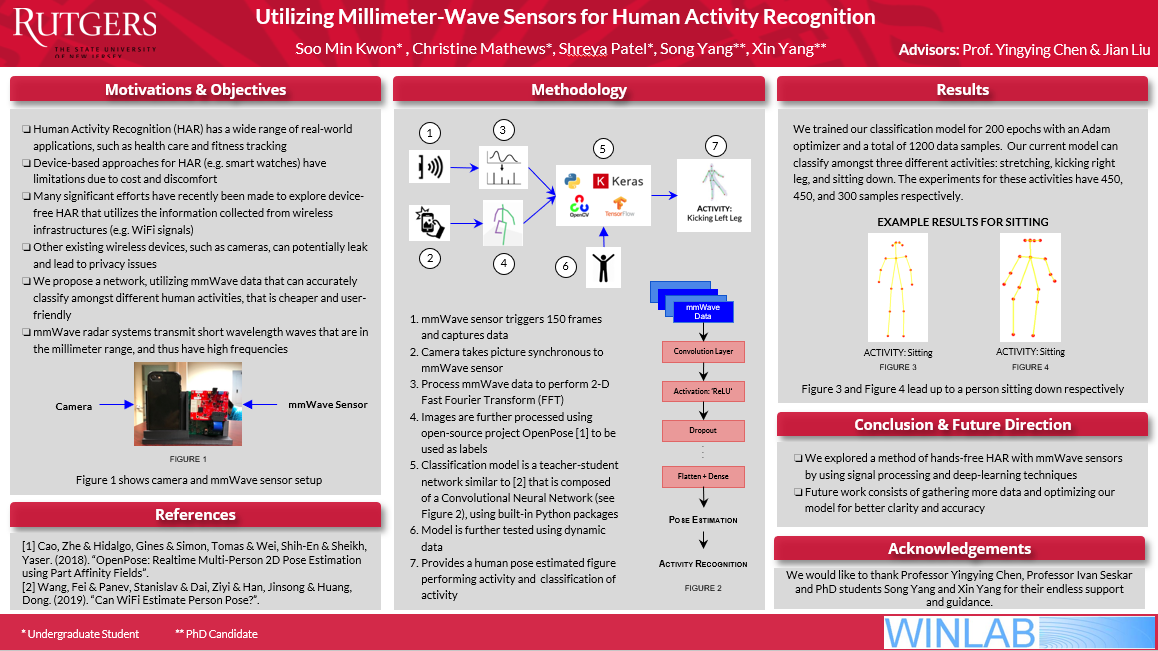 RUTGERS
THE STATE UNIVERSITY
OF NEW JERSEY
Utilizing Millimeter-Wave Sensors for Human Activity Recognition
Soo Min Kwon* , Christine Mathews*, Shreya Patel*, Song Yang**, Xin Yang**
Advisors: Prof. Yingying Chen & Jian Liu
Motivations & Objectives
❑ Human Activity Recognition (HAR) has a wide range of real-world
applications, such as health care and fitness tracking
❑ Device-based approaches for HAR (e.g. smart watches) have
limitations due to cost and discomfort
❑ Many significant efforts have recently been made to explore device-
free HAR that utilizes the information collected from wireless
infrastructures (e.g. WiFi signals)
❑ Other existing wireless devices, such as cameras, can potentially leak
and lead to privacy issues
❑ We propose a network, utilizing mmWave data that can accurately
classify amongst different human activities, that is cheaper and user-
friendly
❑ mmWave radar systems transmit short wavelength waves that are in
the millimeter range, and thus have high frequencies
Camera
mmWave Sensor
FIGURE 1
Figure 1 shows camera and mmWave sensor setup
References
[1] Cao, Zhe & Hidalgo, Gines & Simon, Tomas & Wei, Shih-En & Sheikh,
Yaser. (2018). “OpenPose: Realtime Multi-Person 2D Pose Estimation
using Part Affinity Fields”.
[2] Wang, Fei & Panev, Stanislav & Dai, Ziyi & Han, Jinsong & Huang,
Dong. (2019). “Can WiFi Estimate Person Pose?”.
Methodology
1
3
5
7
Keras
OpenCV
TensorFlow
ACTIVITY:
Kicking Left Leg
2
4
6
1. mmWave sensor triggers 150 frames
and captures data
2. Camera takes picture synchronous to
mmWave sensor
3. Process mmWave data to perform 2-D
Fast Fourier Transform (FFT)
4. Images are further processed using
open-source project OpenPose [1] to be
used as labels
5. Classification model is a teacher-student
network similar to [2] that is composed
of a Convolutional Neural Network (see
Figure 2), using built-in Python packages
6. Model is further tested using dynamic
data
7. Provides a human pose estimated figure
performing activity and classification of
activity
mmWave
Data
Convolution Layer
Activation: 'ReLU'
Dropout
Flatten + Dense
POSE ESTIMATION
ACTIVITY RECOGNITION
FIGURE 2
Results
We trained our classification model for 200 epochs with an Adam
optimizer and a total of 1200 data samples. Our current model can
classify amongst three different activities: stretching, kicking right
leg, and sitting down. The experiments for these activities have 450,
450, and 300 samples respectively.
EXAMPLE RESULTS FOR SITTING
ACTIVITY: Sitting
ACTIVITY: Sitting
FIGURE 3
FIGURE 4
Figure 3 and Figure 4 lead up to a person sitting down respectively
Conclusion & Future Direction
❑ We explored a method of hands-free HAR with mmWave sensors
by using signal processing and deep-learning techniques
❑ Future work consists of gathering more data and optimizing our
model for better clarity and accuracy
Acknowledgements
We would like to thank Professor Yingying Chen, Professor Ivan Seskar
and PhD students Song Yang and Xin Yang for their endless support
and guidance.
* Undergraduate Student
** PhD Candidate
WINLAB